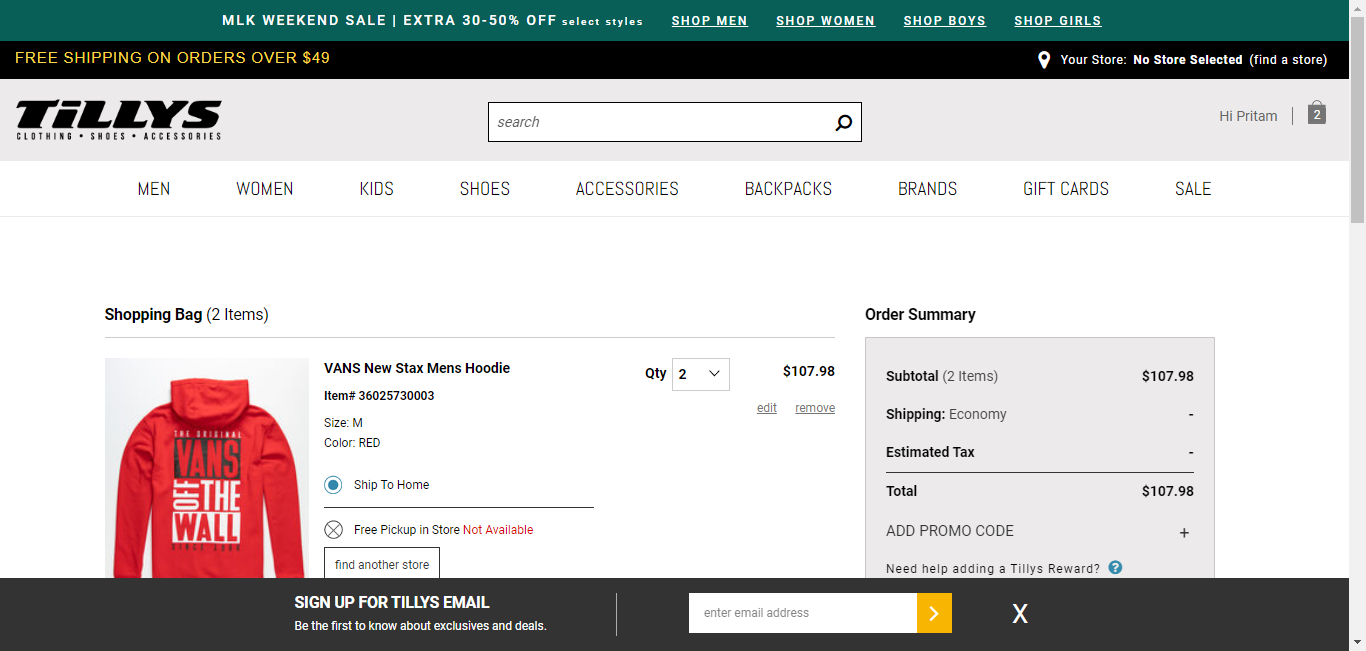 MLK WEEKEND SALE | EXTRA 30-50% OFF select styles SHOP MEN SHOP WOMEN SHOP BOYS SHOP GIRLS
FREE SHIPPING ON ORDERS OVER $49
Your Store: No Store Selected (find a store)
TiLLYS
CLOTHING • SHOES • ACCESSORIES
search
Hi Pritam
2
MEN WOMEN KIDS SHOES ACCESSORIES BACKPACKS BRANDS GIFT CARDS SALE
Shopping Bag (2 Items)
THE ORIGINAL
VANS
OFF THE
WALL
VANS New Stax Mens Hoodie
Item# 36025730003
Size: M
Color: RED
Qty 2
$107.98
edit remove
Ship To Home
Free Pickup in Store Not Available
find another store
Order Summary
Subtotal (2 Items) $107.98
Shipping: Economy -
Estimated Tax -
Total $107.98
ADD PROMO CODE +
Need help adding a Tillys Reward? ?
SIGN UP FOR TILLYS EMAIL
Be the first to know about exclusives and deals.
enter email address
X